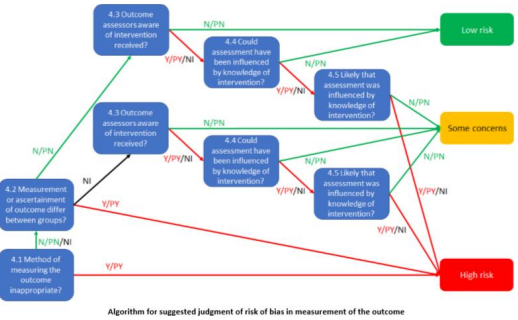 4.3 Outcome
assessors aware
of intervention
received?
N/PN
Low risk
4.4 Could
assessment have
been influenced
by knowledge of
intervention?
N/PN
Y/PY/NI
4.5 Likely that
assessment was
influenced by
knowledge of
intervention?
Y/PY/NI
N/PN
4.3 Outcome
assessors aware
of intervention
received?
N/PN
Some concerns
4.4 Could
assessment have
been influenced
by knowledge of
intervention?
N/PN
Y/PY/NI
N/PN
4.5 Likely that
assessment was
influenced by
knowledge of
intervention?
Y/PY/NI
N/PN
NI
Y/PY/NI
4.2 Measurement
or ascertainment
of outcome differ
between groups?
Y/PY
Y/PY/NI
N/PN/NI
4.1 Method of
measuring the
outcome
inappropriate?
Y/PY
High risk
Algorithm for suggested judgment of risk of bias in measurement of the outcome